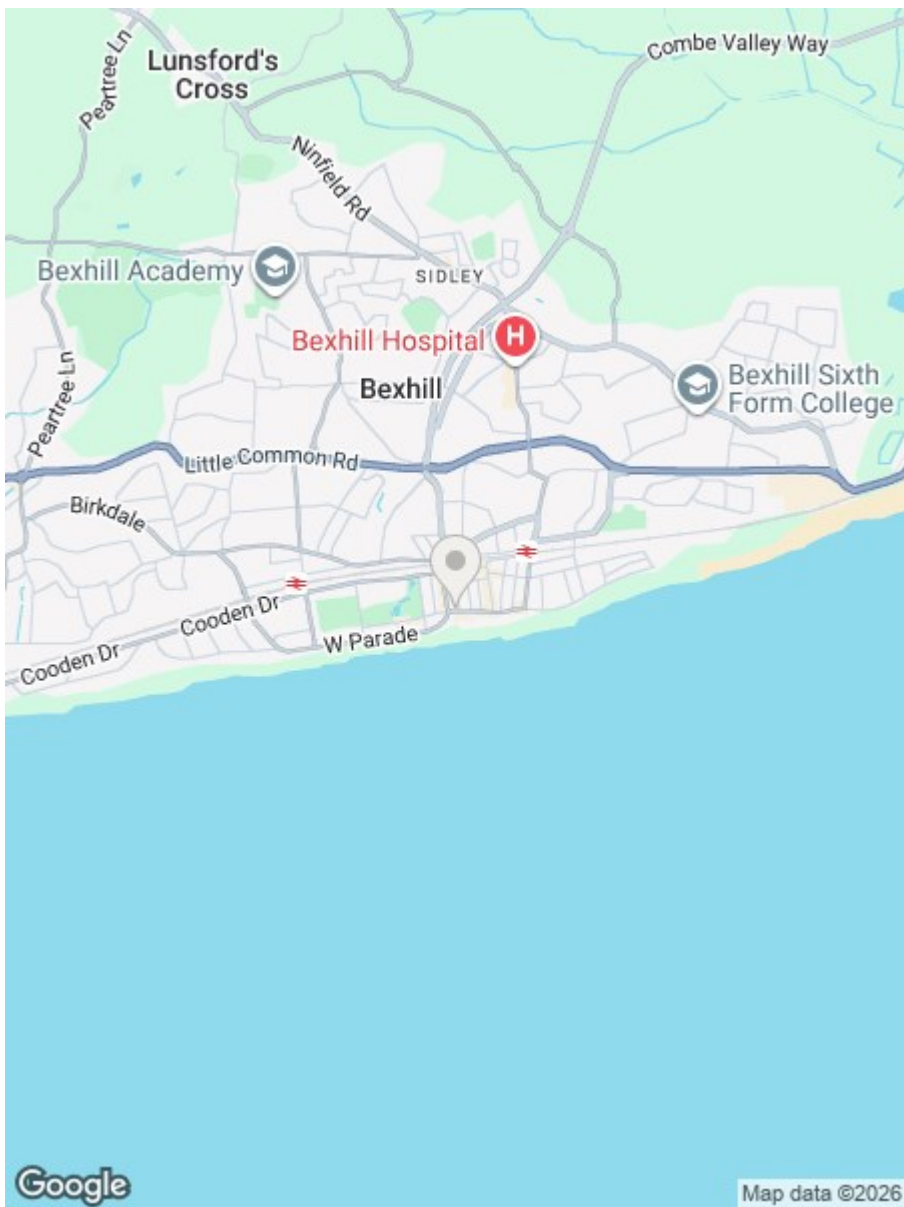 Combe Valley Way
Peartree Ln
Lunsford's
Cross
Ninfield Rd
Bexhill Academy
SIDLEY
Bexhill Hospital
H
Bexhill
Bexhill Sixth
Form College
Peartree Ln
Little Common Rd
Birkdale
Cooden Dr
W Parade
Cooden Dr
Google
Map data ©2026